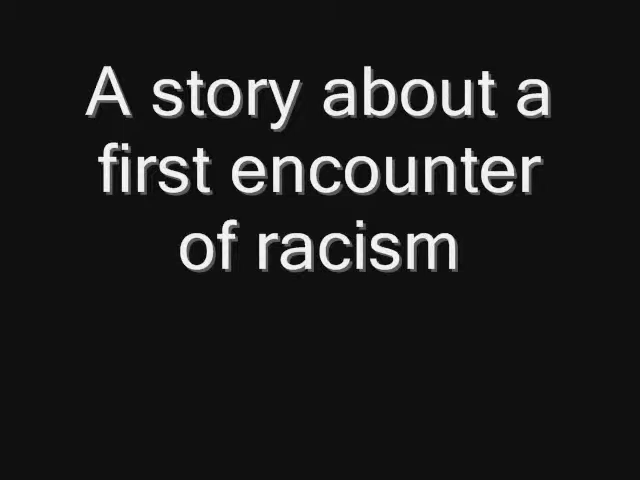 A story about a
first encounter
of racism